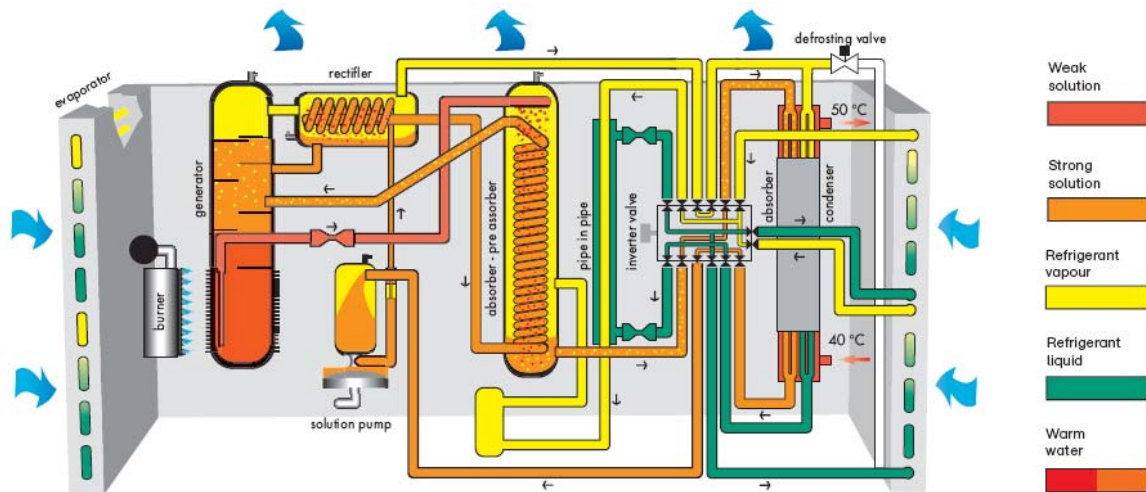 defrosting valve
rectifier
evaporator
50 °C
generator
absorber - pre assorber
pipe in pipe
inverter valve
absorber
condenser
burner
40 °C
solution pump
Weak
solution
Strong
solution
Refrigerant
vapour
Refrigerant
liquid
Warm
water